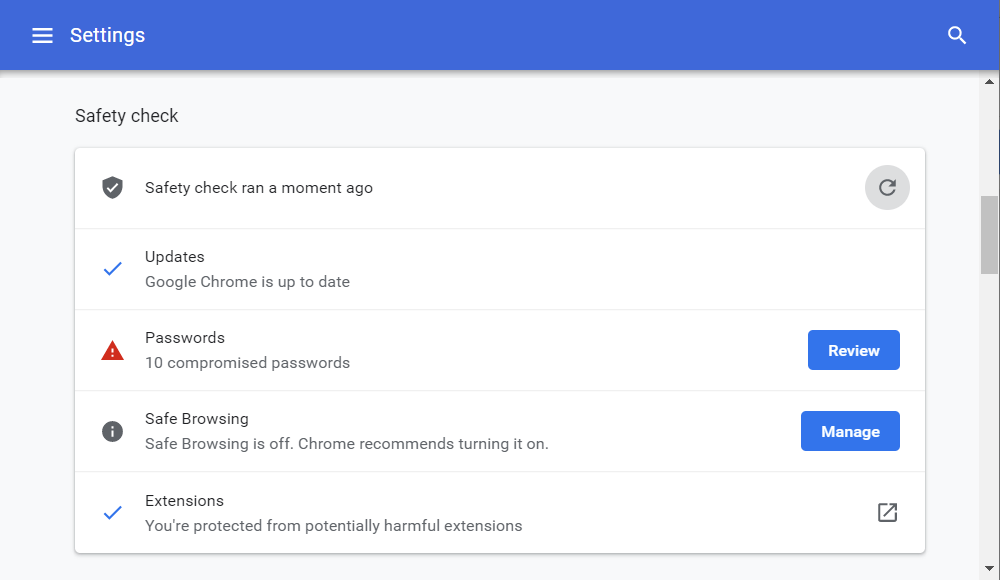 Settings
Safety check
Safety check ran a moment ago
Updates
Google Chrome is up to date
Passwords
10 compromised passwords
Review
Safe Browsing
Safe Browsing is off. Chrome recommends turning it on.
Manage
Extensions
You're protected from potentially harmful extensions